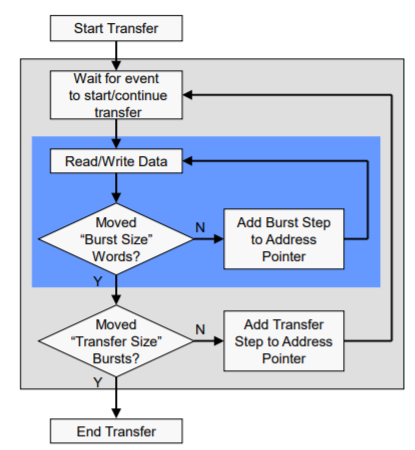 Start Transfer
Wait for event
to start/continue
transfer
Read/Write Data
Moved
"Burst Size"
Words?
N
Add Burst Step
to Address
Pointer
Y
Moved
"Transfer Size"
Bursts?
N
Add Transfer
Step to Address
Pointer
Y
End Transfer